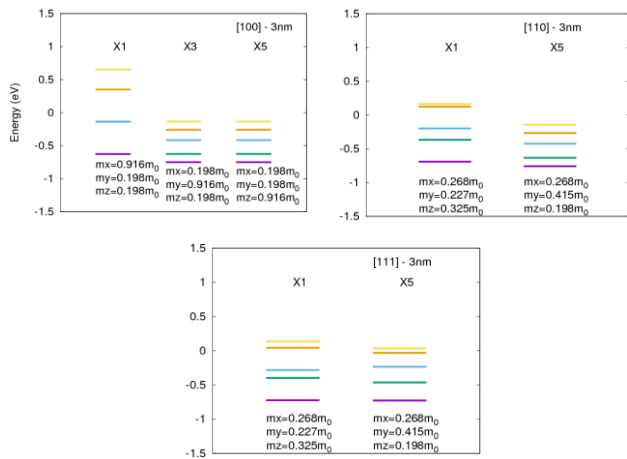 [100] - 3nm
X1 X3 X5
1
0.5
0
-0.5
-1
-1.5
Energy (eV)
mx=0.916m0
my=0.198m0
mz=0.198m0
mx=0.198m0
my=0.916m0
mz=0.198m0
mx=0.198m0
my=0.198m0
mz=0.916m0
1.5
[110] - 3nm
X1 X5
1
0.5
0
-0.5
-1
-1.5
mx=0.268m0
my=0.227m0
mz=0.325m0
mx=0.268m0
my=0.415m0
mz=0.198m0
1.5
[111] - 3nm
X1 X5
1
0.5
0
-0.5
-1
-1.5
mx=0.268m0
my=0.227m0
mz=0.325m0
mx=0.268m0
my=0.415m0
mz=0.198m0